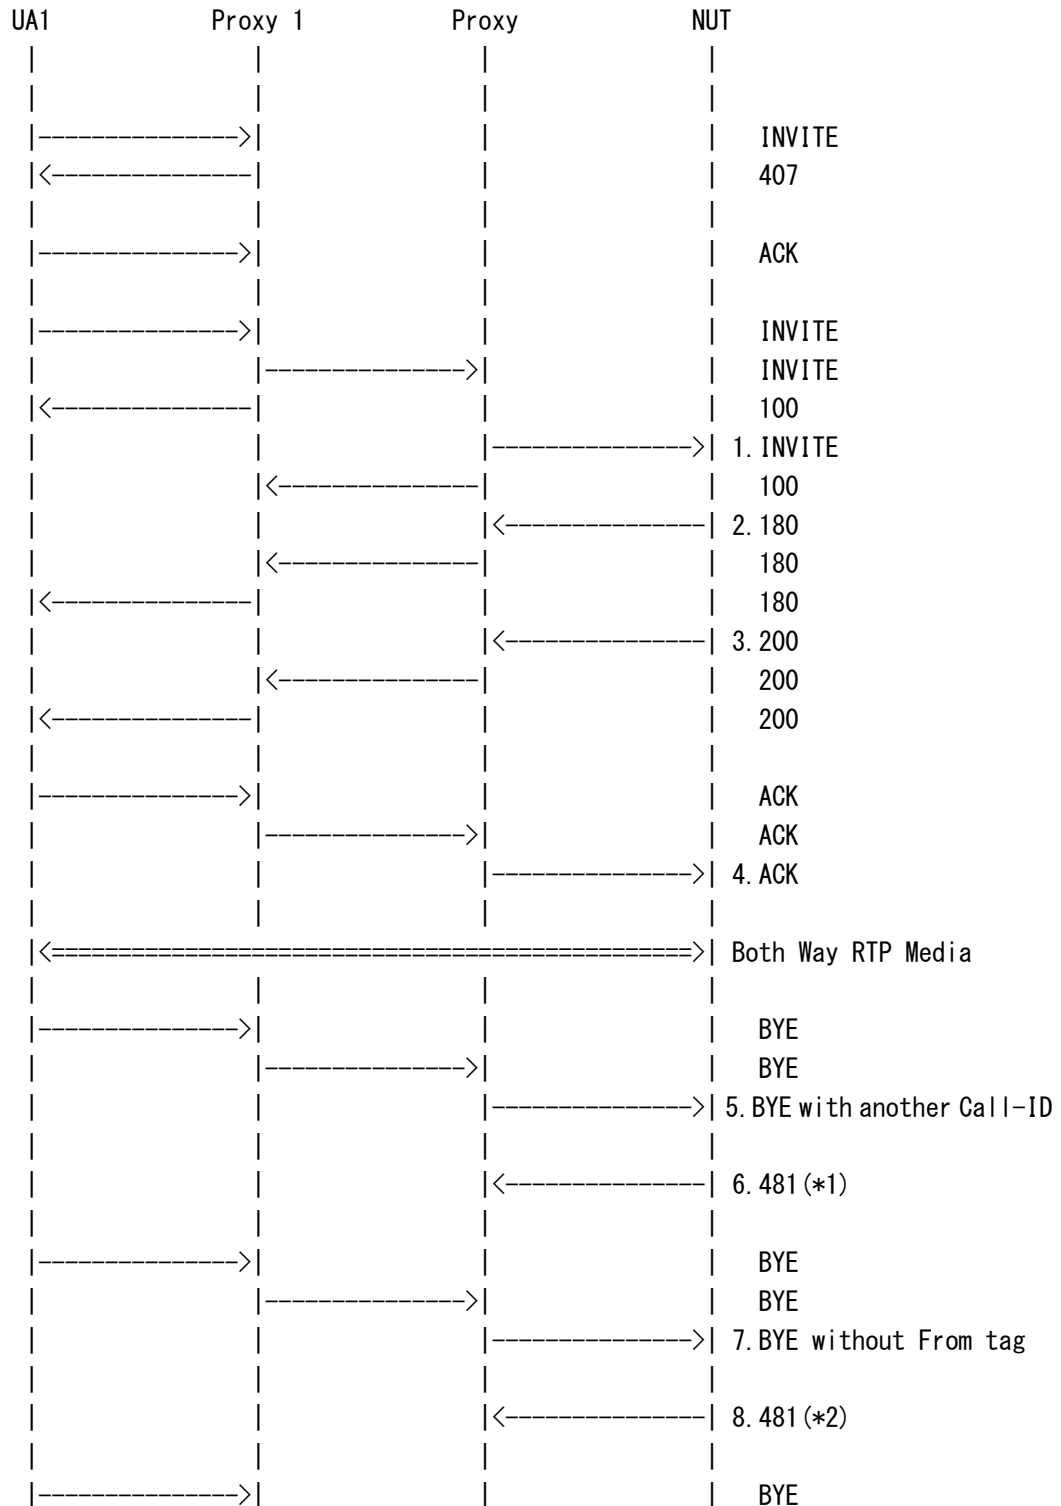 UA1 Proxy 1 Proxy NUT
INVITE
407
ACK
INVITE
INVITE
100
1. INVITE
100
2. 180
180
180
3. 200
200
200
ACK
ACK
4. ACK
Both Way RTP Media
BYE
BYE
5. BYE with another Call-ID
6. 481(*1)
BYE
BYE
7. BYE without From tag
8. 481(*2)
BYE